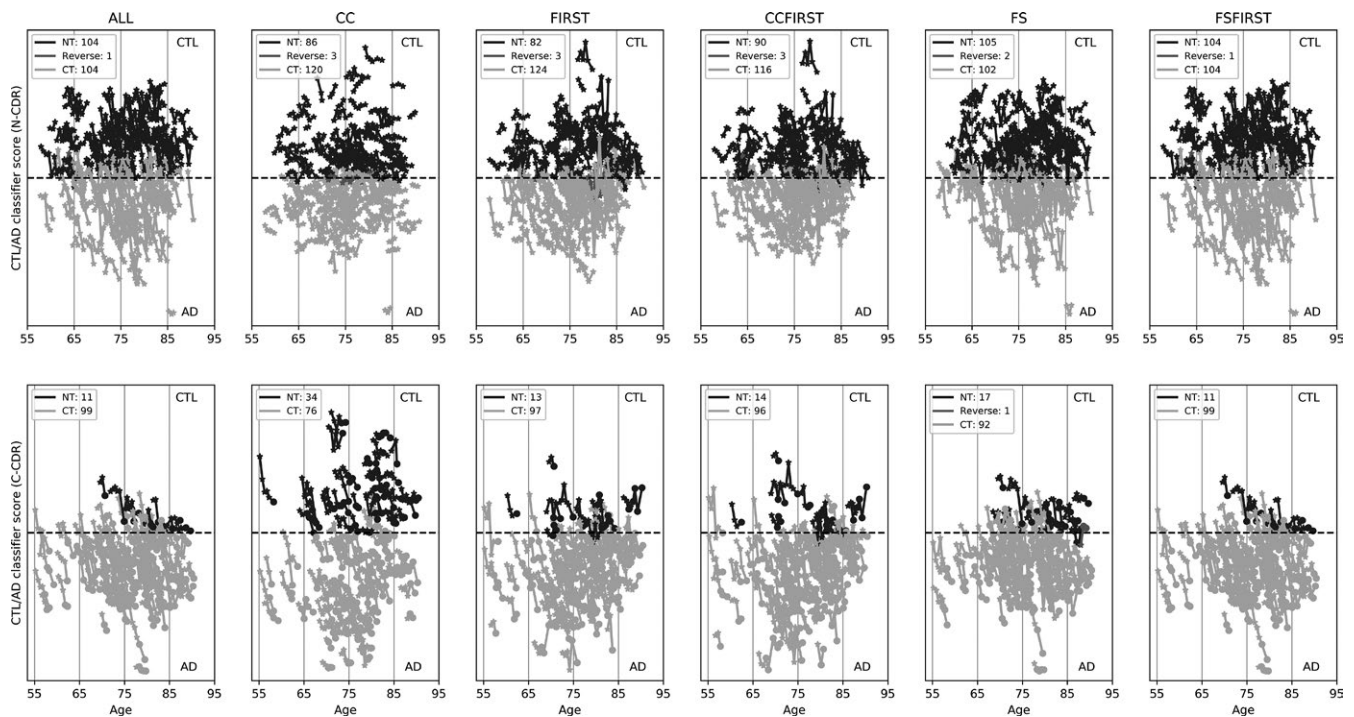 ALL CC FIRST CCFIRST FS FSFIRST
CTL/AD classifier score (N-CDR)
NT: 104
Reverse: 1
CT: 104
CTL
AD
55 65 75 85 95
NT: 86
Reverse: 3
CT: 120
CTL
AD
55 65 75 85 95
NT: 82
Reverse: 3
CT: 124
CTL
AD
55 65 75 85 95
NT: 90
Reverse: 3
CT: 116
CTL
AD
55 65 75 85 95
NT: 105
Reverse: 2
CT: 102
CTL
AD
55 65 75 85 95
NT: 104
Reverse: 1
CT: 104
CTL
AD
55 65 75 85 95
CTL/AD classifier score (C-CDR)
NT: 11
CT: 99
CTL
AD
55 65 75 85 95
Age
NT: 34
CT: 76
CTL
AD
55 65 75 85 95
Age
NT: 13
CT: 97
CTL
AD
55 65 75 85 95
Age
NT: 14
CT: 96
CTL
AD
55 65 75 85 95
Age
NT: 17
Reverse: 1
CT: 92
CTL
AD
55 65 75 85 95
Age
NT: 11
CT: 99
CTL
AD
55 65 75 85 95
Age